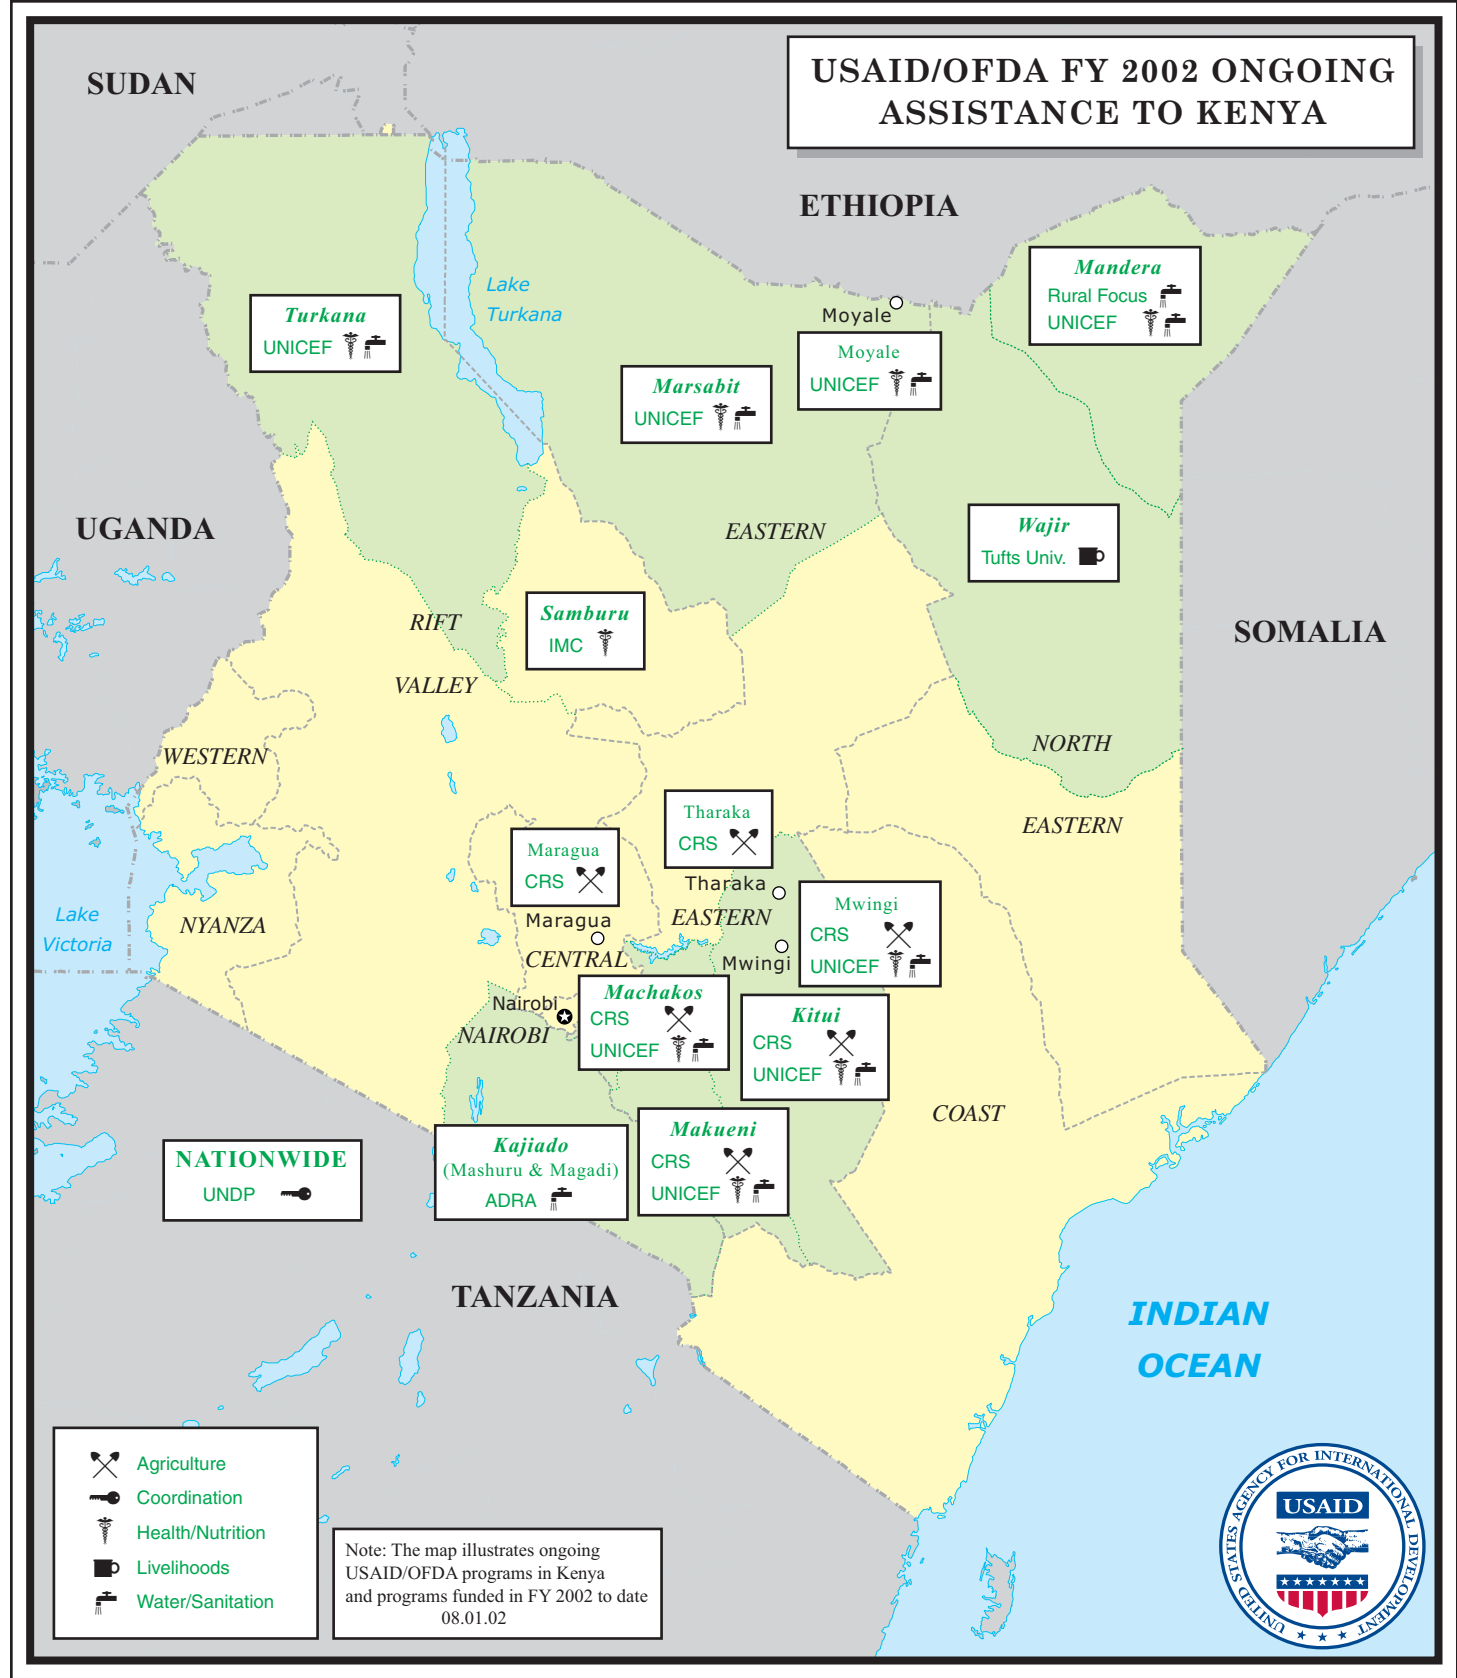 USAID/OFDA FY 2002 ONGOING
ASSISTANCE TO KENYA
SUDAN
ETHIOPIA
Mandera
Rural Focus
UNICEF
Lake
Turkana
Turkana
UNICEF
Moyale
Moyale
UNICEF
Marsabit
UNICEF
UGANDA
EASTERN
Wajir
Tufts Univ.
SOMALIA
RIFT
VALLEY
Samburu
IMC
WESTERN
NORTH
EASTERN
Tharaka
CRS
Maragua
CRS
Tharaka
Maragua
EASTERN
Mwingi
CRS
UNICEF
Lake
Victoria
NYANZA
CENTRAL
Mwingi
Nairobi
NAIROBI
Machakos
CRS
UNICEF
Kitui
CRS
UNICEF
COAST
NATIONWIDE
UNDP
Kajiado
(Mashuru & Magadi)
ADRA
Makueni
CRS
UNICEF
TANZANIA
INDIAN
OCEAN
Agriculture
Coordination
Health/Nutrition
Livelihoods
Water/Sanitation
Note: The map illustrates ongoing
USAID/OFDA programs in Kenya
and programs funded in FY 2002 to date
08.01.02
UNITED STATES AGENCY FOR INTERNATIONAL DEVELOPMENT
USAID